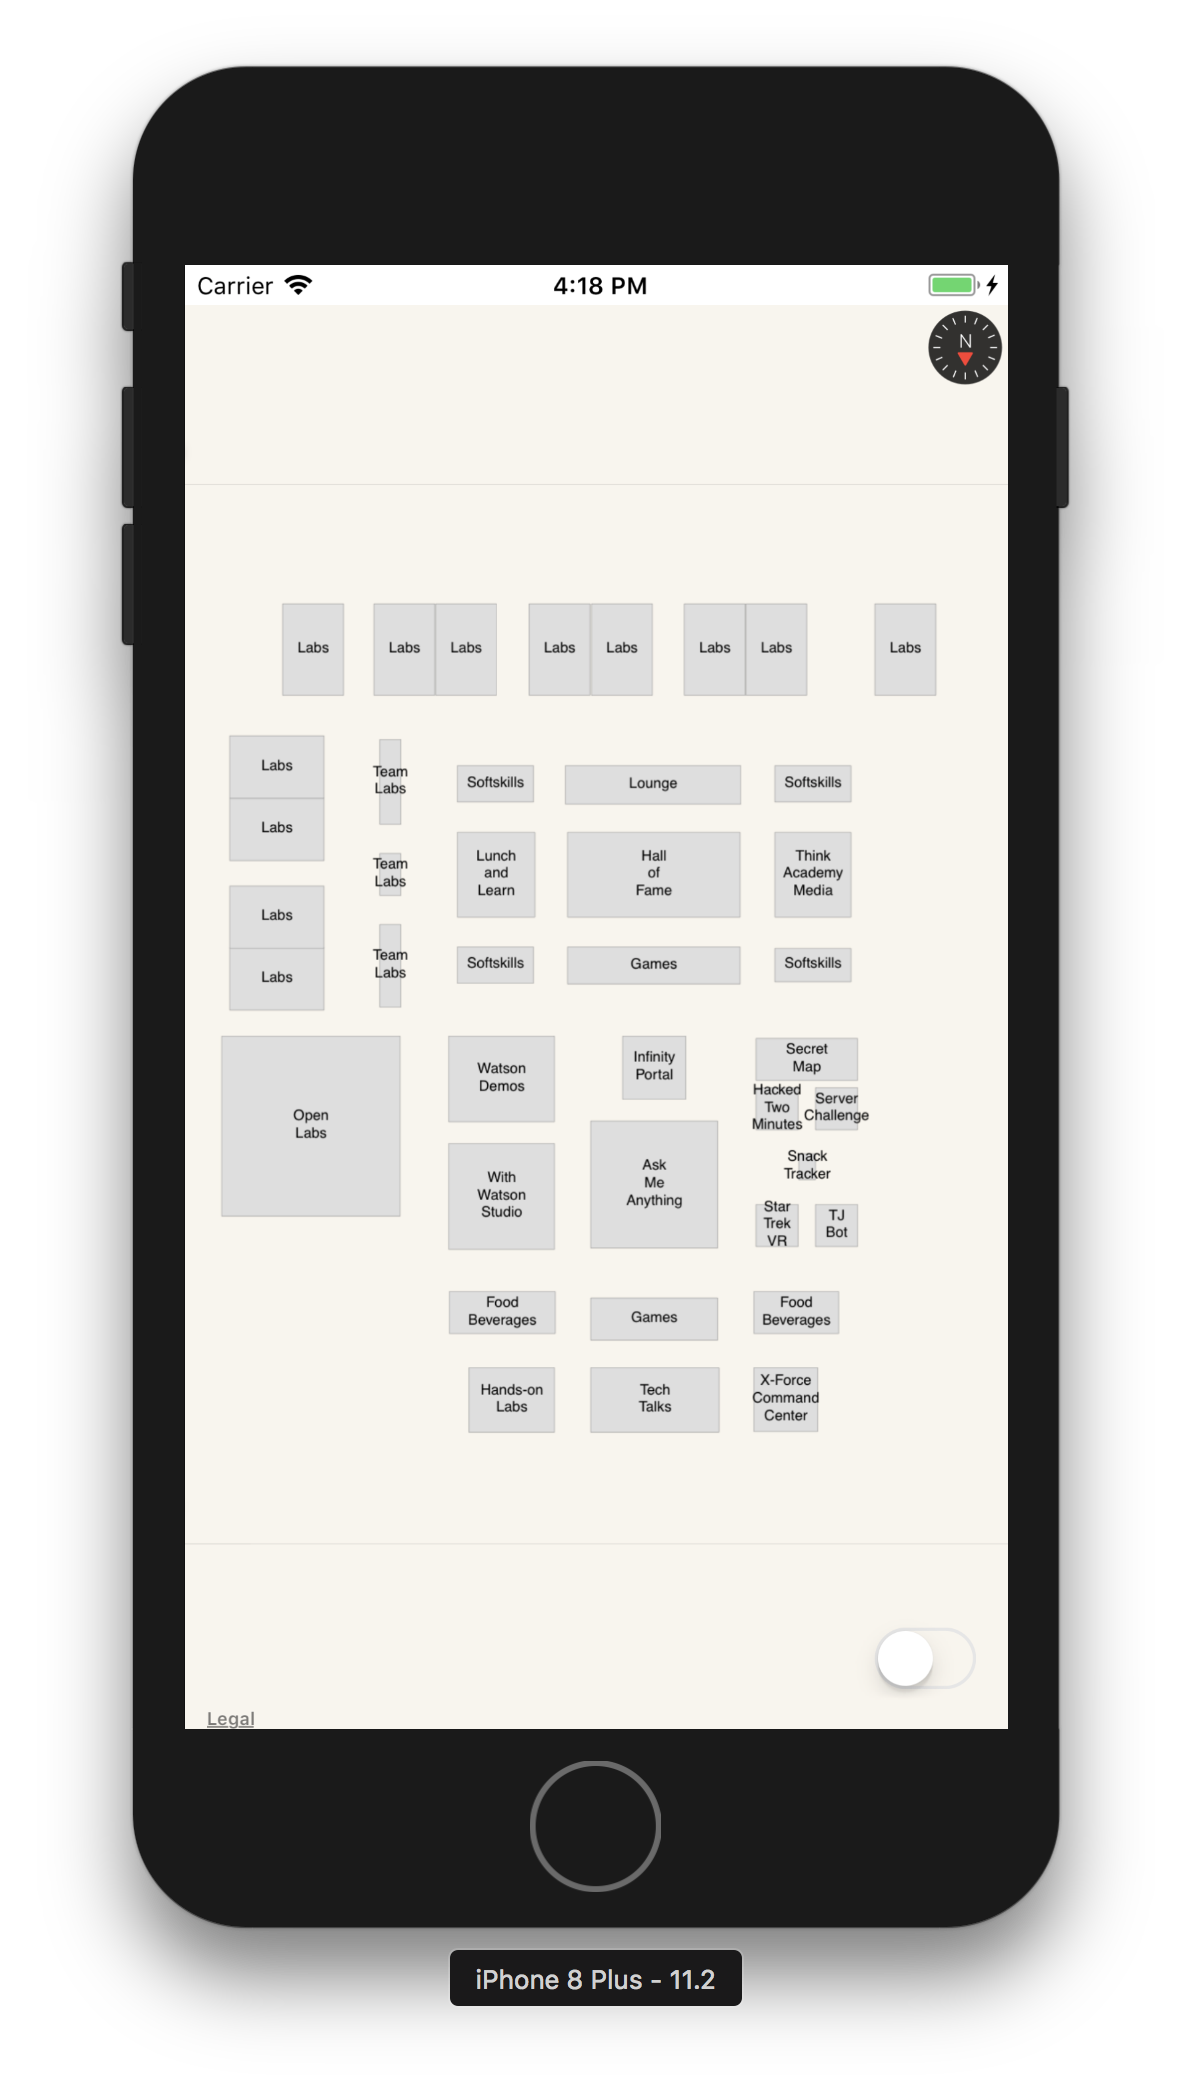 Carrier 4:18 PM
N
Labs Labs Labs Labs Labs Labs Labs Labs
Labs
Labs
Labs
Labs
Team
Labs
Team
Labs
Team
Labs
Softskills Lounge Softskills
Lunch
and
Learn
Hall
of
Fame
Think
Academy
Media
Softskills Games Softskills
Open
Labs
Watson
Demos
Infinity
Portal
Secret
Map
Hacked
Two
Minutes
Server
Challenge
With
Watson
Studio
Ask
Me
Anything
Snack
Tracker
Star
Trek
VR
TJ
Bot
Food
Beverages
Games
Food
Beverages
Hands-on
Labs
Tech
Talks
X-Force
Command
Center
Legal
iPhone 8 Plus - 11.2